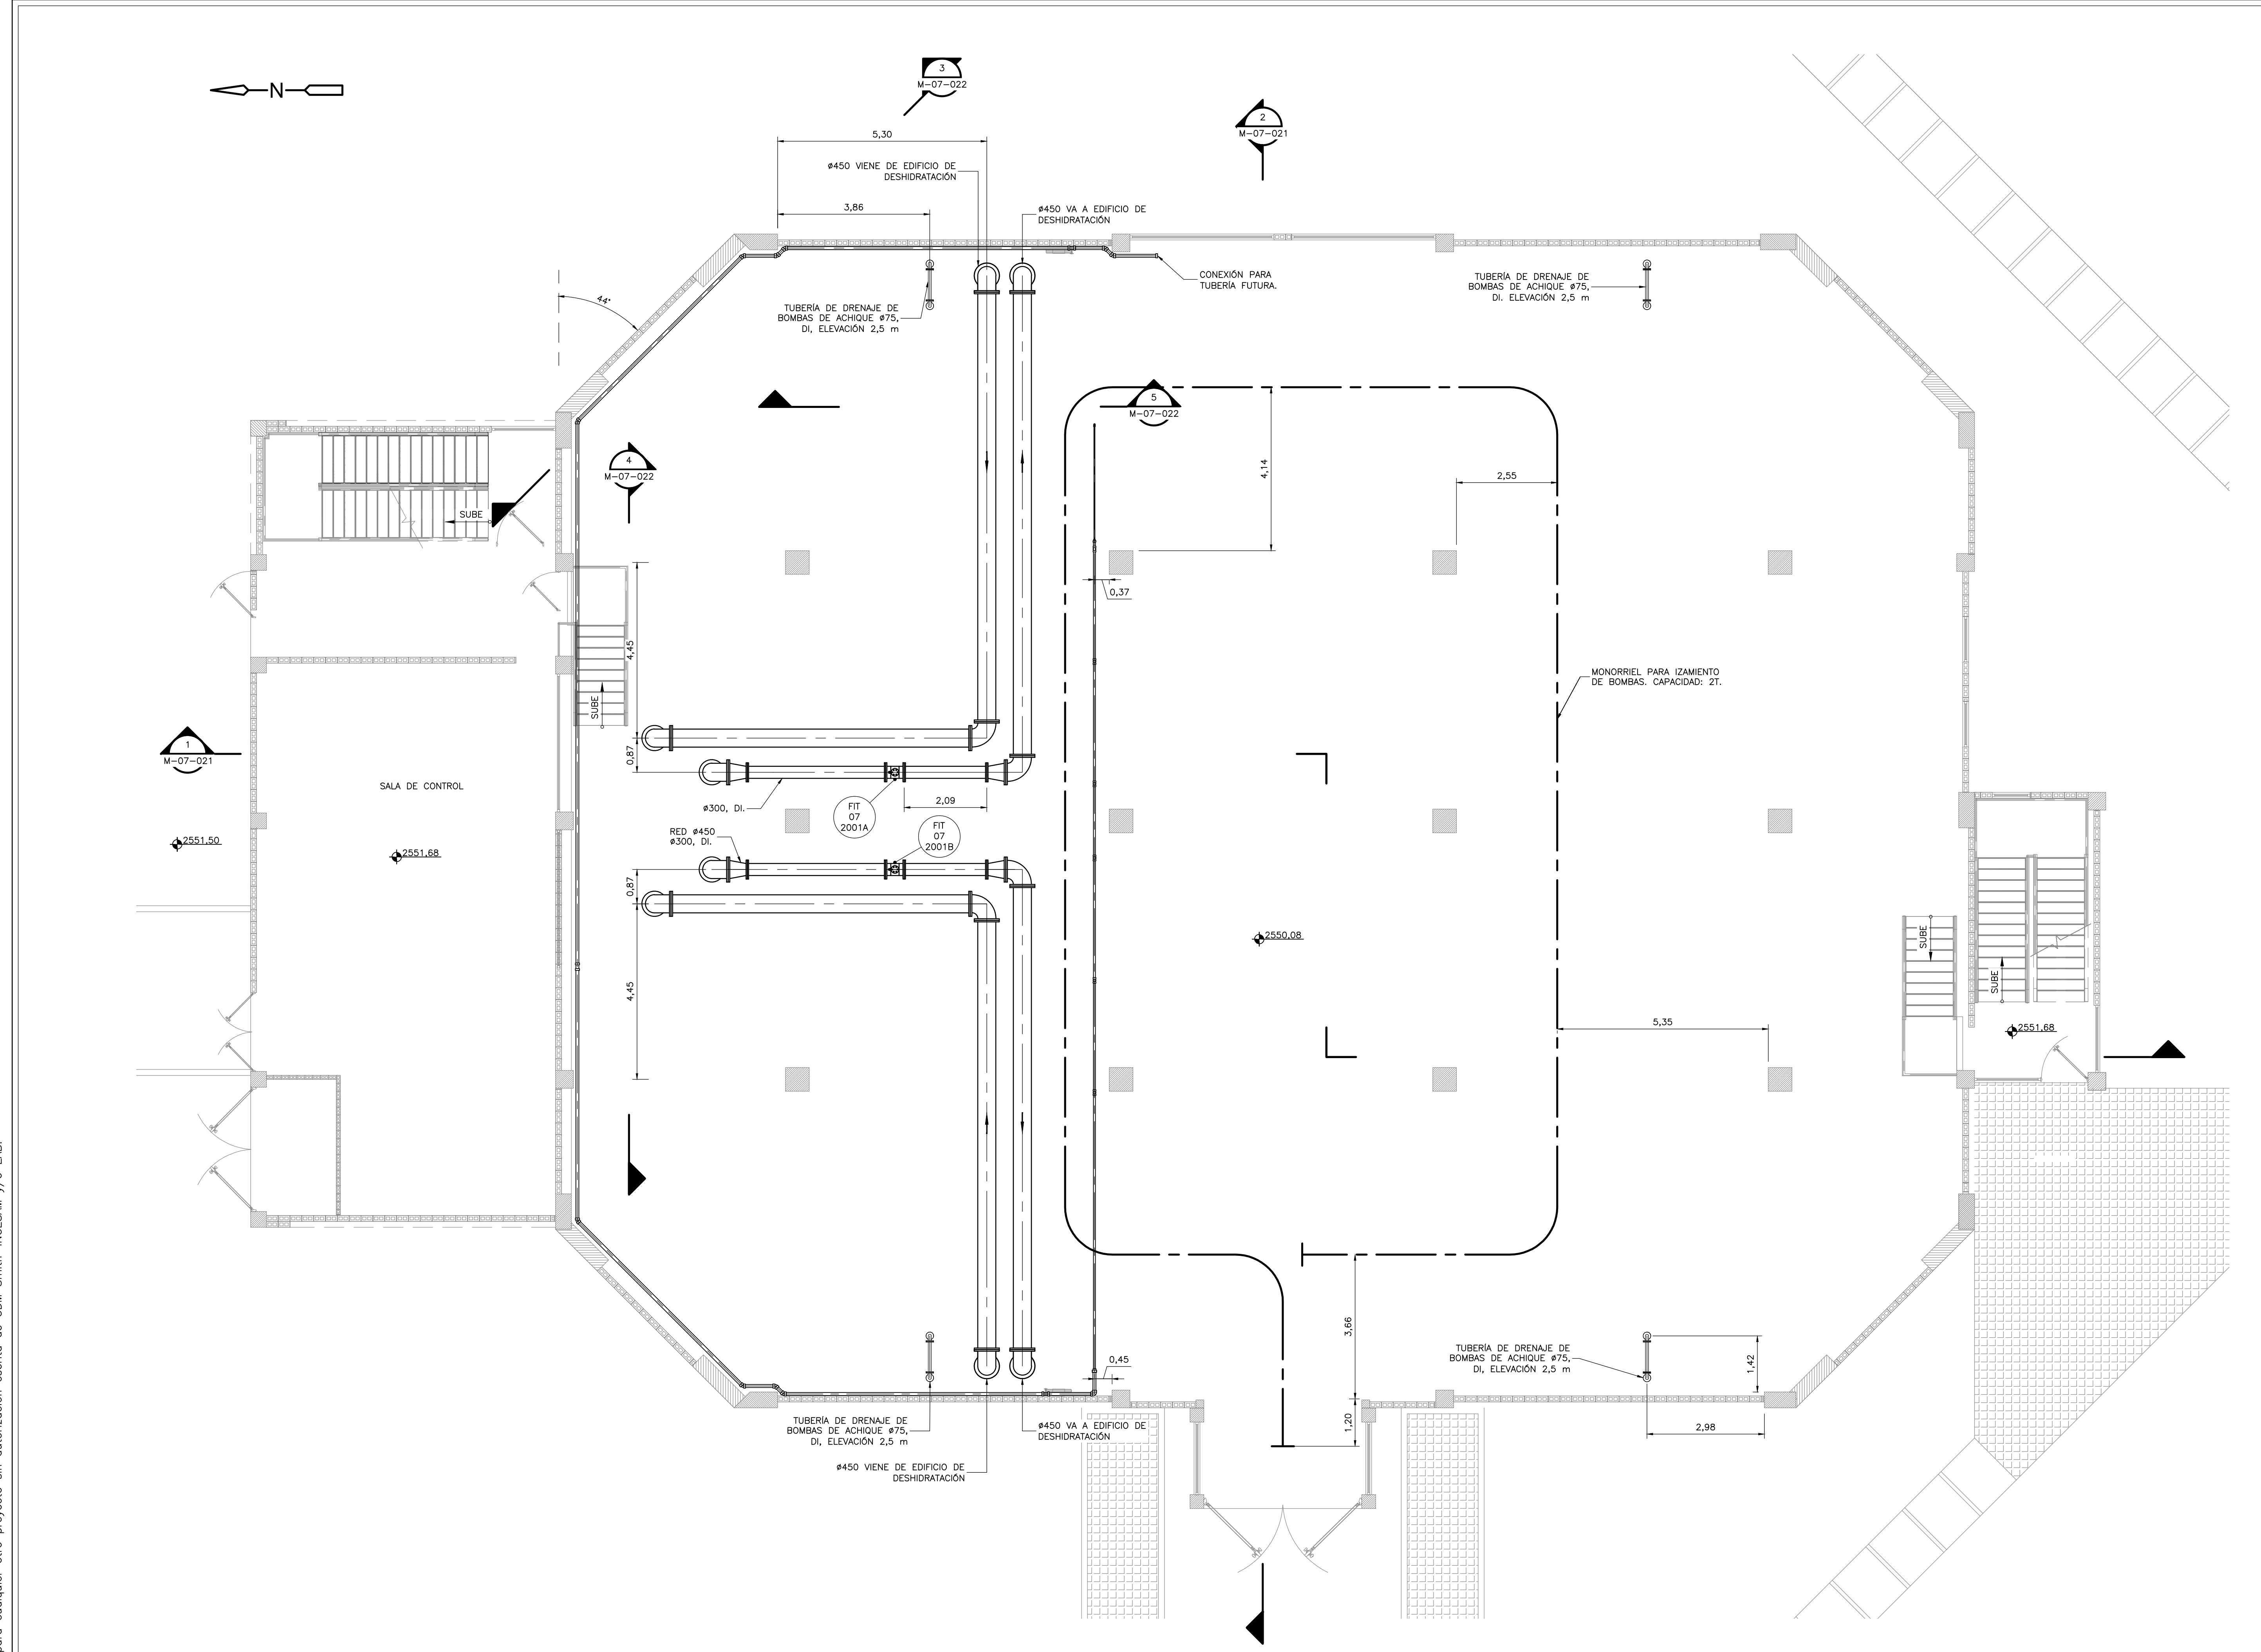 N
3
M-07-022
2
M-07-021
5,30
ø450 VIENE DE EDIFICIO DE
DESHIDRATACIÓN
3,86
ø450 VA A EDIFICIO DE
DESHIDRATACIÓN
CONEXIÓN PARA
TUBERÍA FUTURA.
TUBERÍA DE DRENAJE DE
BOMBAS DE ACHIQUE ø75,
DI. ELEVACIÓN 2,5 m
44°
TUBERÍA DE DRENAJE DE
BOMBAS DE ACHIQUE ø75,
DI, ELEVACIÓN 2,5 m
5
M-07-022
4
M-07-022
4,14
2,55
SUBE
0,37
4,45
SUBE
MONORRIEL PARA IZAMIENTO
DE BOMBAS. CAPACIDAD: 2T.
1
M-07-021
0,87
SALA DE CONTROL
ø300, DI.
2,09
FIT
07
2001A
RED ø450
ø300, DI.
FIT
07
2001B
2551,50
2551,68
0,87
2550,08
4,45
SUBE
SUBE
5,35
2551,68
3,66
0,45
TUBERÍA DE DRENAJE DE
BOMBAS DE ACHIQUE ø75,
DI, ELEVACIÓN 2,5 m
1,42
1,20
2,98
TUBERÍA DE DRENAJE DE
BOMBAS DE ACHIQUE ø75,
DI, ELEVACIÓN 2,5 m
ø450 VA A EDIFICIO DE
DESHIDRATACIÓN
ø450 VIENE DE EDIFICIO DE
DESHIDRATACIÓN